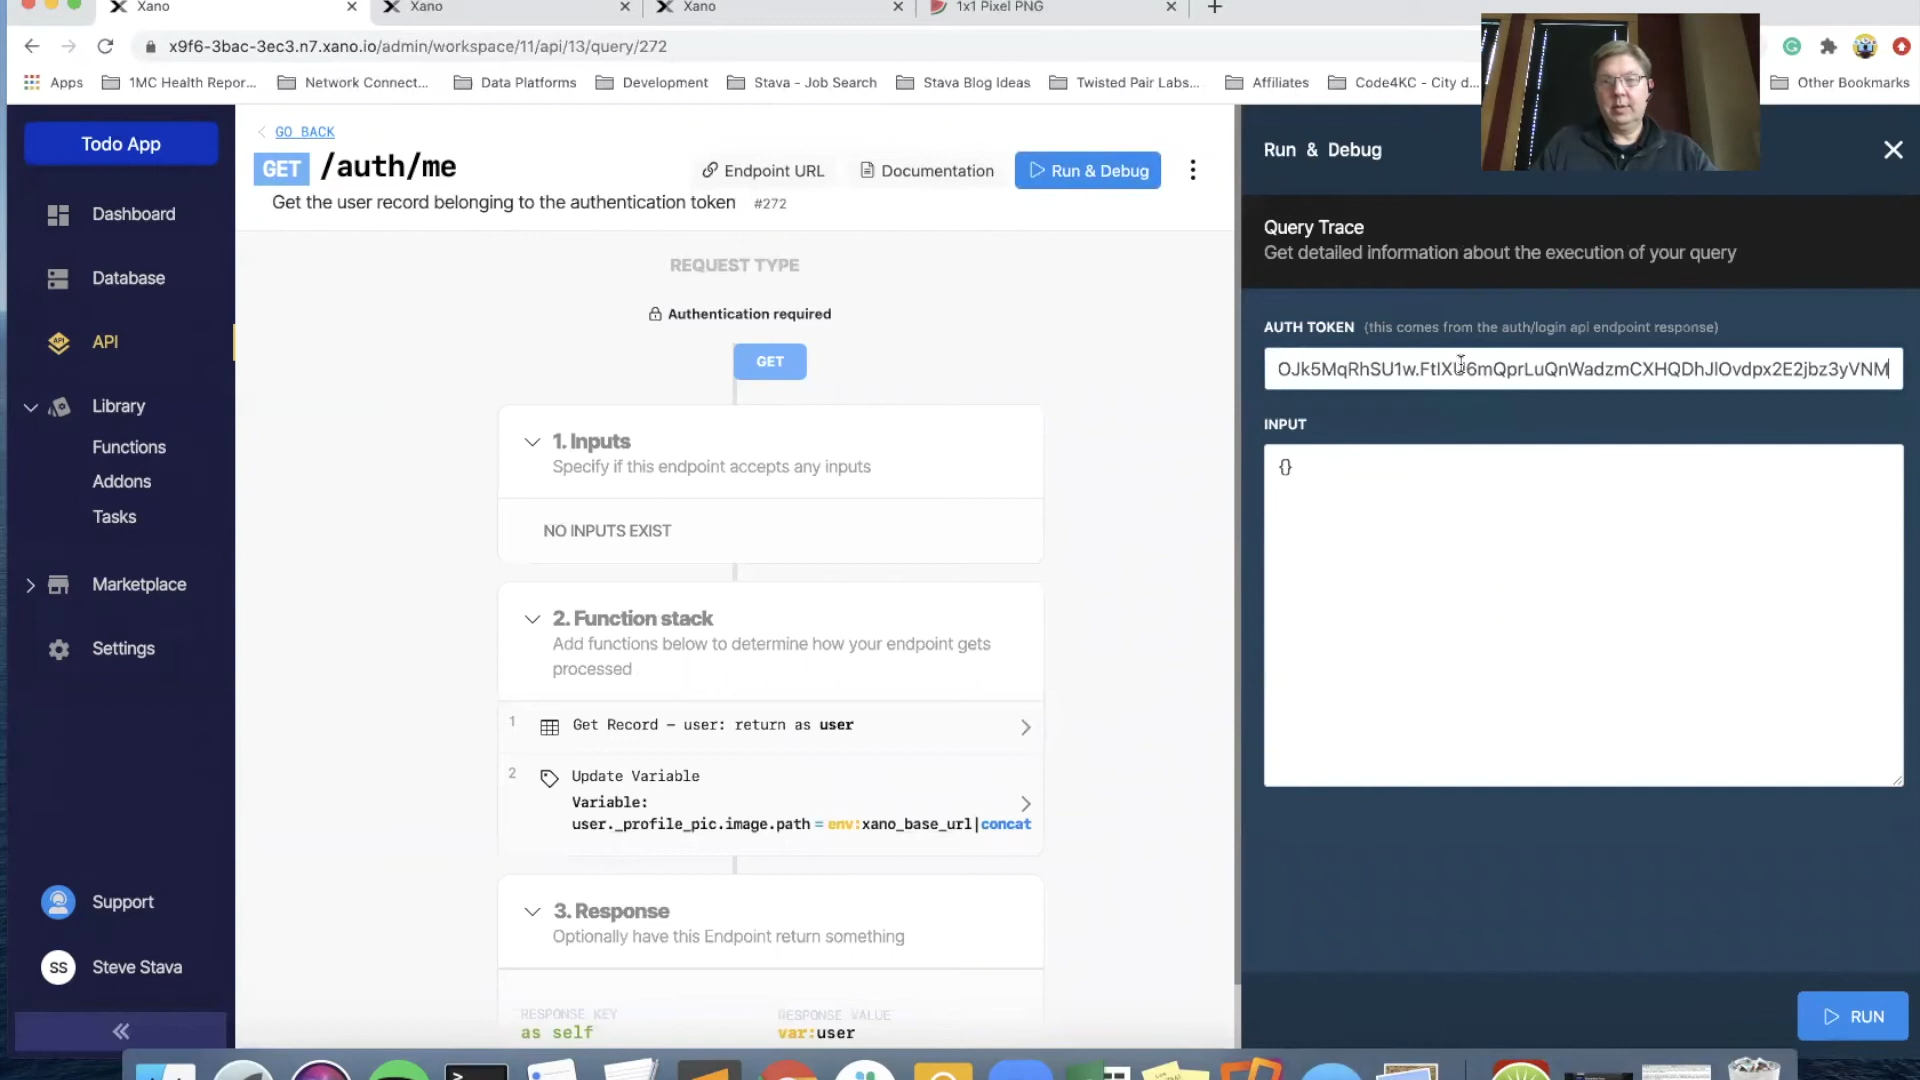 Xano
Xano
Xano
1x1 Pixel PNG
x9f6-3bac-3ec3.n7.xano.io/admin/workspace/11/api/13/query/272
Apps
1MC Health Repor...
Network Connect...
Data Platforms
Development
Stava - Job Search
Stava Blog Ideas
Twisted Pair Labs...
Affiliates
Code4KC - City d...
Other Bookmarks
Todo App
Dashboard
Database
API
Library
Functions
Addons
Tasks
Marketplace
Settings
Support
SS Steve Stava
GO BACK
GET /auth/me
Endpoint URL
Documentation
Run & Debug
Get the user record belonging to the authentication token #272
REQUEST TYPE
Authentication required
GET
1. Inputs
Specify if this endpoint accepts any inputs
NO INPUTS EXIST
2. Function stack
Add functions below to determine how your endpoint gets
processed
1 Get Record – user: return as user
2 Update Variable
Variable:
user._profile_pic.image.path = env:xano_base_url|concat
3. Response
Optionally have this Endpoint return something
RESPONSE KEY RESPONSE VALUE
as self var:user
Run & Debug
Query Trace
Get detailed information about the execution of your query
AUTH TOKEN (this comes from the auth/login api endpoint response)
INPUT
{}
RUN